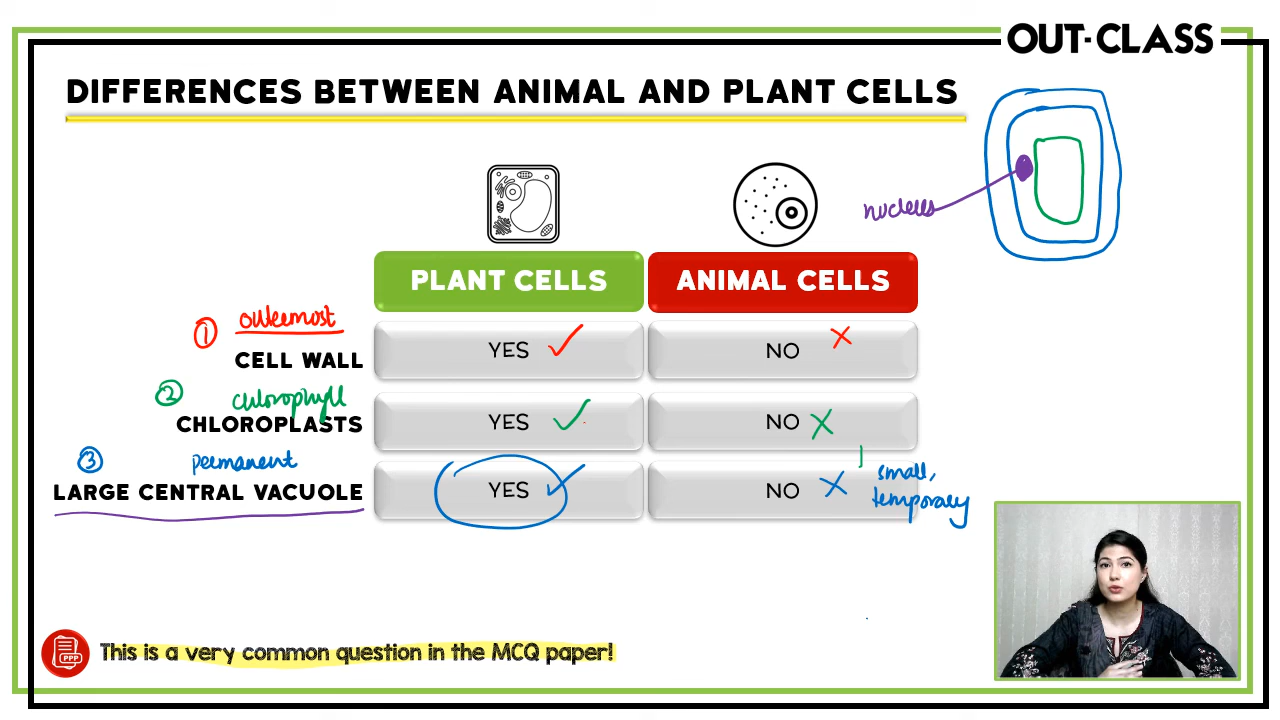 OUT-CLASS
DIFFERENCES BETWEEN ANIMAL AND PLANT CELLS
nucleus
PLANT CELLS
ANIMAL CELLS
1 outermost
CELL WALL
YES
NO
2 chlorophyll
CHLOROPLASTS
YES
NO
3 permanent
LARGE CENTRAL VACUOLE
YES
NO
small,
temporary
PPP
This is a very common question in the MCQ paper!